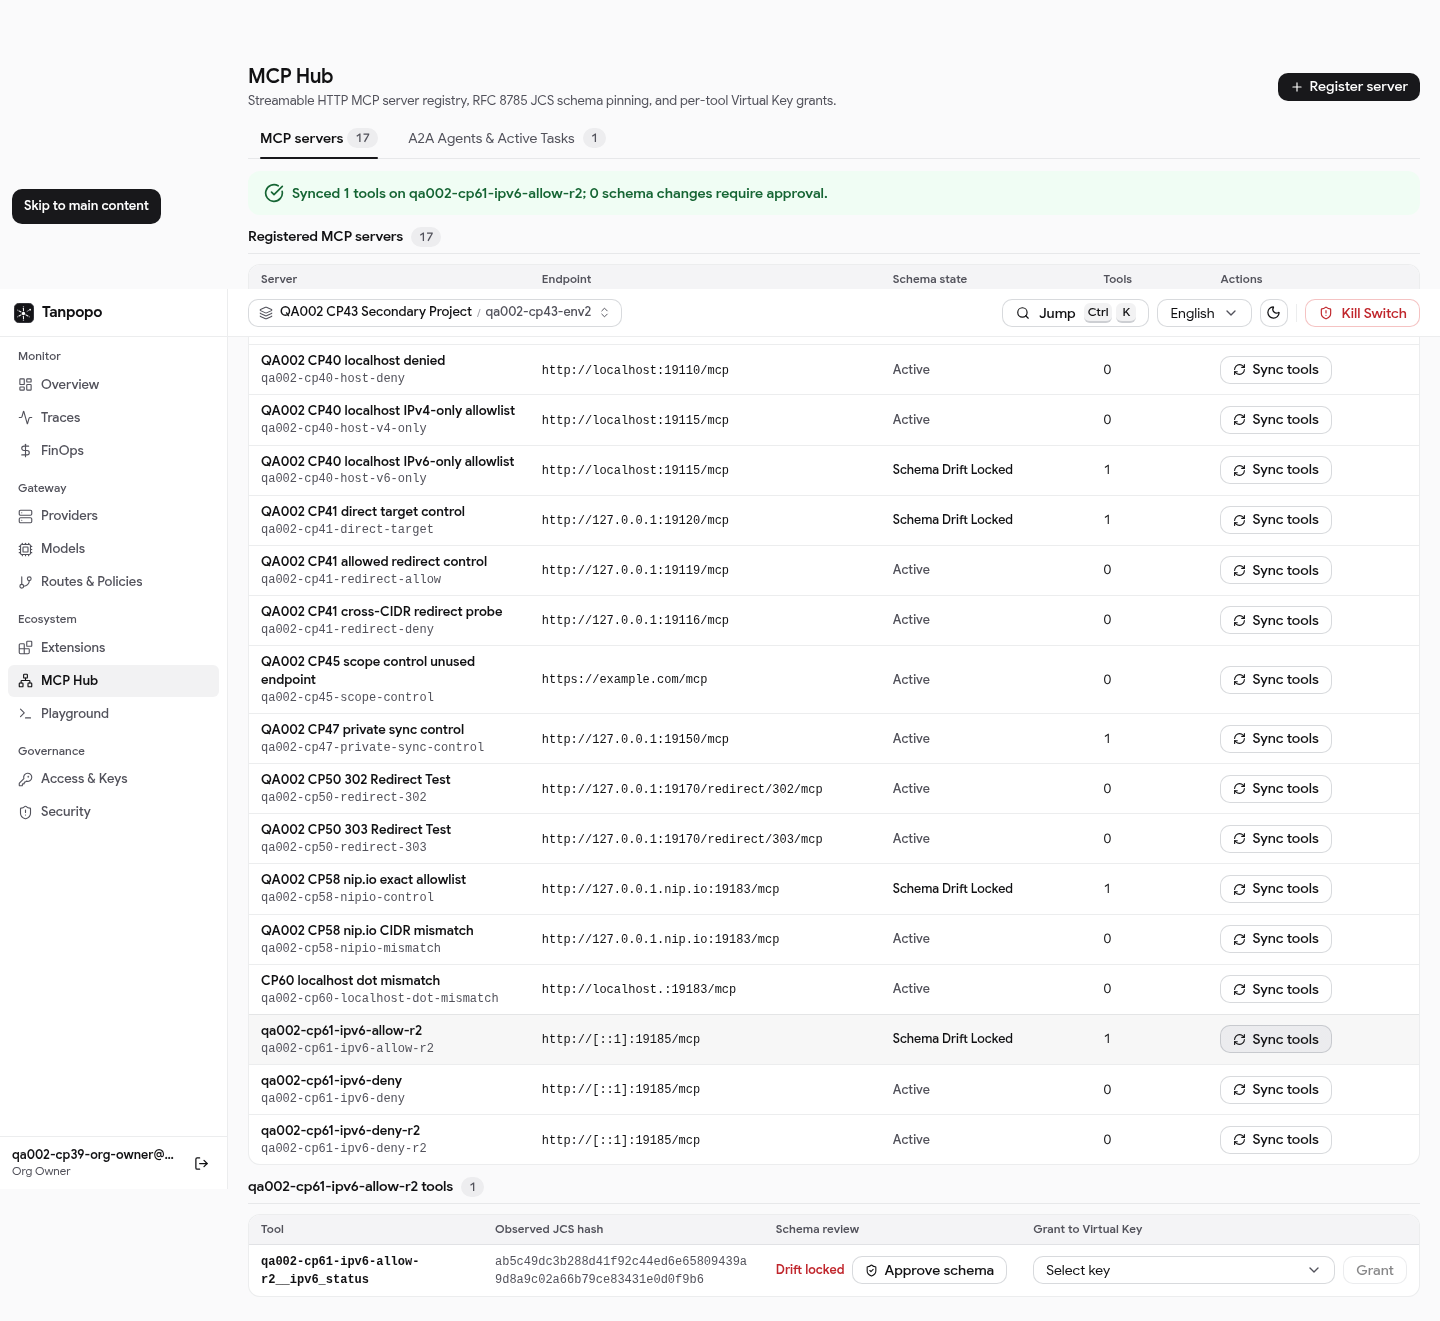 MCP Hub
Streamable HTTP MCP server registry, RFC 8785 JCS schema pinning, and per-tool Virtual Key grants.
Register server
MCP servers 17
A2A Agents & Active Tasks 1
Synced 1 tools on qa002-cp61-ipv6-allow-r2; 0 schema changes require approval.
Skip to main content
Registered MCP servers 17
Server Endpoint Schema state Tools Actions
Tanpopo
QA002 CP43 Secondary Project / qa002-cp43-env2
Jump Ctrl K
English
Kill Switch
Monitor
Overview
Traces
FinOps
Gateway
Providers
Models
Routes & Policies
Ecosystem
Extensions
MCP Hub
Playground
Governance
Access & Keys
Security
qa002-cp39-org-owner@...
Org Owner
QA002 CP40 localhost denied
qa002-cp40-host-deny
http://localhost:19110/mcp Active 0 Sync tools
QA002 CP40 localhost IPv4-only allowlist
qa002-cp40-host-v4-only
http://localhost:19115/mcp Active 0 Sync tools
QA002 CP40 localhost IPv6-only allowlist
qa002-cp40-host-v6-only
http://localhost:19115/mcp Schema Drift Locked 1 Sync tools
QA002 CP41 direct target control
qa002-cp41-direct-target
http://127.0.0.1:19120/mcp Schema Drift Locked 1 Sync tools
QA002 CP41 allowed redirect control
qa002-cp41-redirect-allow
http://127.0.0.1:19119/mcp Active 0 Sync tools
QA002 CP41 cross-CIDR redirect probe
qa002-cp41-redirect-deny
http://127.0.0.1:19116/mcp Active 0 Sync tools
QA002 CP45 scope control unused
endpoint
qa002-cp45-scope-control
https://example.com/mcp Active 0 Sync tools
QA002 CP47 private sync control
qa002-cp47-private-sync-control
http://127.0.0.1:19150/mcp Active 1 Sync tools
QA002 CP50 302 Redirect Test
qa002-cp50-redirect-302
http://127.0.0.1:19170/redirect/302/mcp Active 0 Sync tools
QA002 CP50 303 Redirect Test
qa002-cp50-redirect-303
http://127.0.0.1:19170/redirect/303/mcp Active 0 Sync tools
QA002 CP58 nip.io exact allowlist
qa002-cp58-nipio-control
http://127.0.0.1.nip.io:19183/mcp Schema Drift Locked 1 Sync tools
QA002 CP58 nip.io CIDR mismatch
qa002-cp58-nipio-mismatch
http://127.0.0.1.nip.io:19183/mcp Active 0 Sync tools
CP60 localhost dot mismatch
qa002-cp60-localhost-dot-mismatch
http://localhost.:19183/mcp Active 0 Sync tools
qa002-cp61-ipv6-allow-r2
qa002-cp61-ipv6-allow-r2
http://[::1]:19185/mcp Schema Drift Locked 1 Sync tools
qa002-cp61-ipv6-deny
qa002-cp61-ipv6-deny
http://[::1]:19185/mcp Active 0 Sync tools
qa002-cp61-ipv6-deny-r2
qa002-cp61-ipv6-deny-r2
http://[::1]:19185/mcp Active 0 Sync tools
qa002-cp61-ipv6-allow-r2 tools 1
Tool Observed JCS hash Schema review Grant to Virtual Key
qa002-cp61-ipv6-allow-
r2__ipv6_status
ab5c49dc3b288d41f92c44ed6e65809439a
9d8a9c02a66b79ce83431e0d0f9b6
Drift locked Approve schema Select key Grant